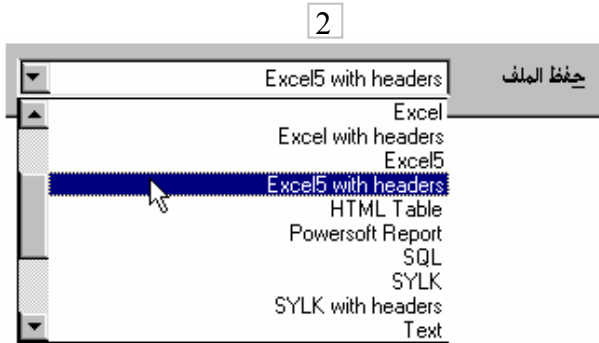 2
حفظ الملف
Excel5 with headers
Excel
Excel with headers
Excel5
Excel5 with headers
HTML Table
Powersoft Report
SQL
SYLK
SYLK with headers
Text